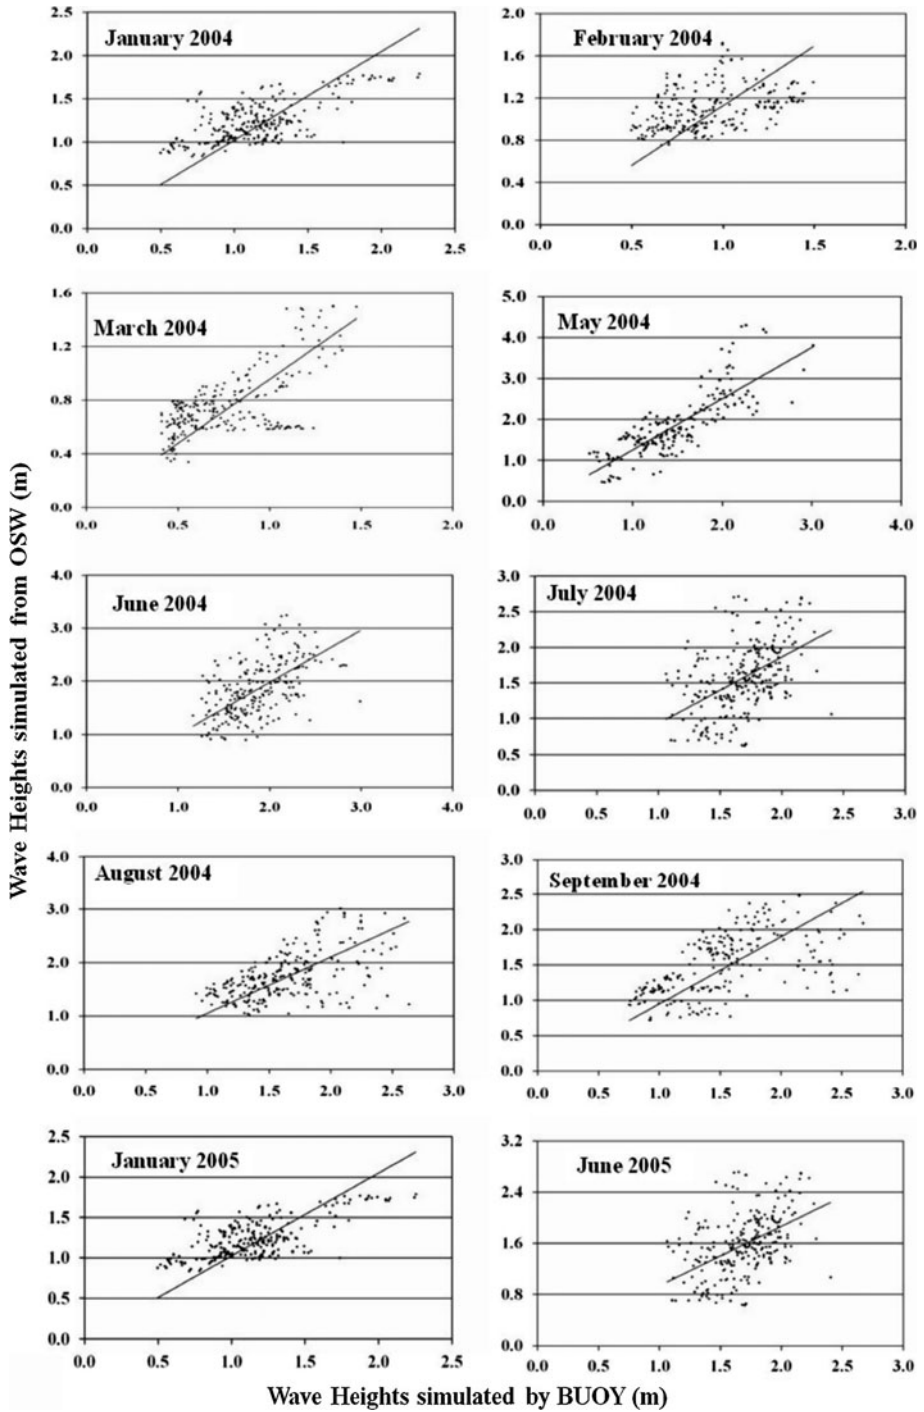 2.5
January 2004
2.0
1.5
1.0
0.5
0.0
0.0 0.5 1.0 1.5 2.0 2.5
2.0
February 2004
1.6
1.2
0.8
0.4
0.0
0.0 0.5 1.0 1.5 2.0
1.6
March 2004
1.2
0.8
0.4
0.0
0.0 0.5 1.0 2.0
5.0
May 2004
4.0
3.0
2.0
1.0
0.0
0.0 1.0 2.0 3.0 4.0
4.0
June 2004
3.0
2.0
1.0
0.0
0.0 1.0 2.0 3.0 4.0
3.0
July 2004
2.5
2.0
1.5
1.0
0.5
0.0
0.0 0.5 1.0 1.5 2.0 2.5 3.0
4.0
August 2004
3.0
2.0
1.0
0.0
0.0 0.5 1.0 1.5 2.0 2.5 3.0
3.0
September 2004
2.5
2.0
1.5
1.0
0.5
0.0
0.0 0.5 1.0 1.5 2.0 2.5 3.0
2.5
January 2005
2.0
1.5
1.0
0.5
0.0
0.0 0.5 1.0 1.5 2.0 2.5
3.2
June 2005
2.4
1.6
0.8
0.0
0.0 0.5 1.0 1.5 2.0 2.5 3.0
Wave Heights simulated from OSW (m)
Wave Heights simulated by BUOY (m)